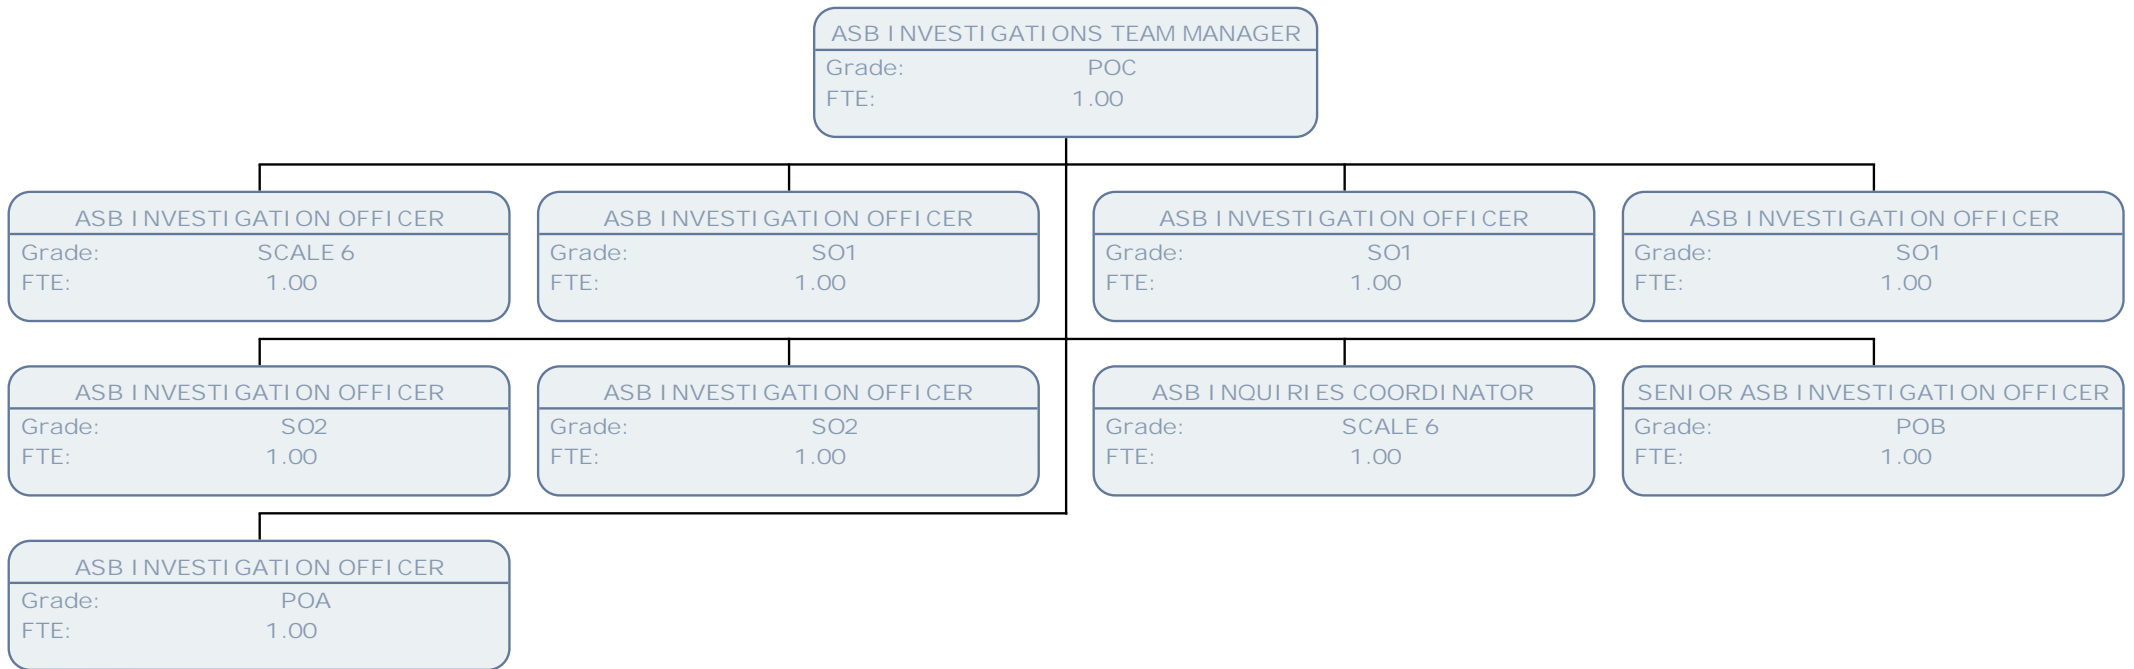 ASB INVESTIGATIONS TEAM MANAGER
Grade: POC
FTE: 1.00
ASB INVESTIGATION OFFICER
Grade: SCALE 6
FTE: 1.00
ASB INVESTIGATION OFFICER
Grade: SO1
FTE: 1.00
ASB INVESTIGATION OFFICER
Grade: SO1
FTE: 1.00
ASB INVESTIGATION OFFICER
Grade: SO1
FTE: 1.00
ASB INVESTIGATION OFFICER
Grade: SO2
FTE: 1.00
ASB INVESTIGATION OFFICER
Grade: SO2
FTE: 1.00
ASB INQUIRIES COORDINATOR
Grade: SCALE 6
FTE: 1.00
SENIOR ASB INVESTIGATION OFFICER
Grade: POB
FTE: 1.00
ASB INVESTIGATION OFFICER
Grade: POA
FTE: 1.00